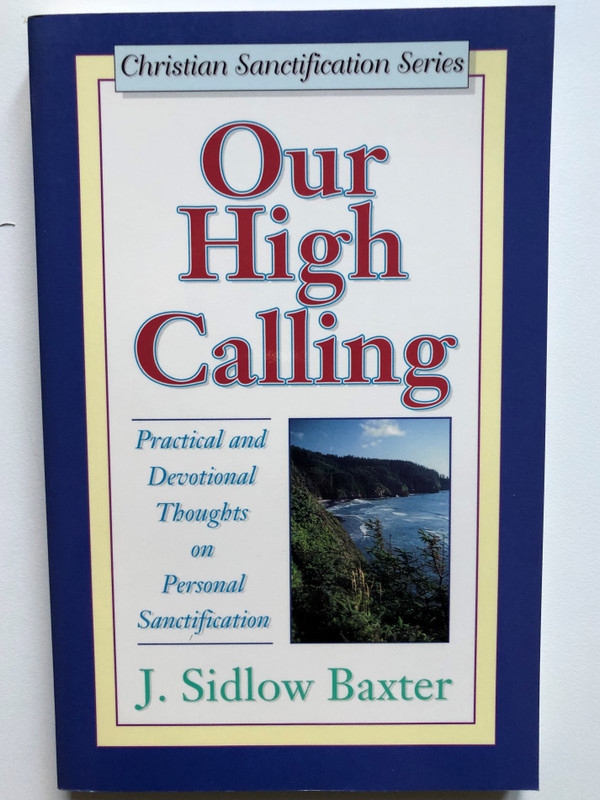 Christian Sanctification Series
Our
High
Calling
Practical and
Devotional
Thoughts
on
Personal
Sanctification
J. Sidlow Baxter